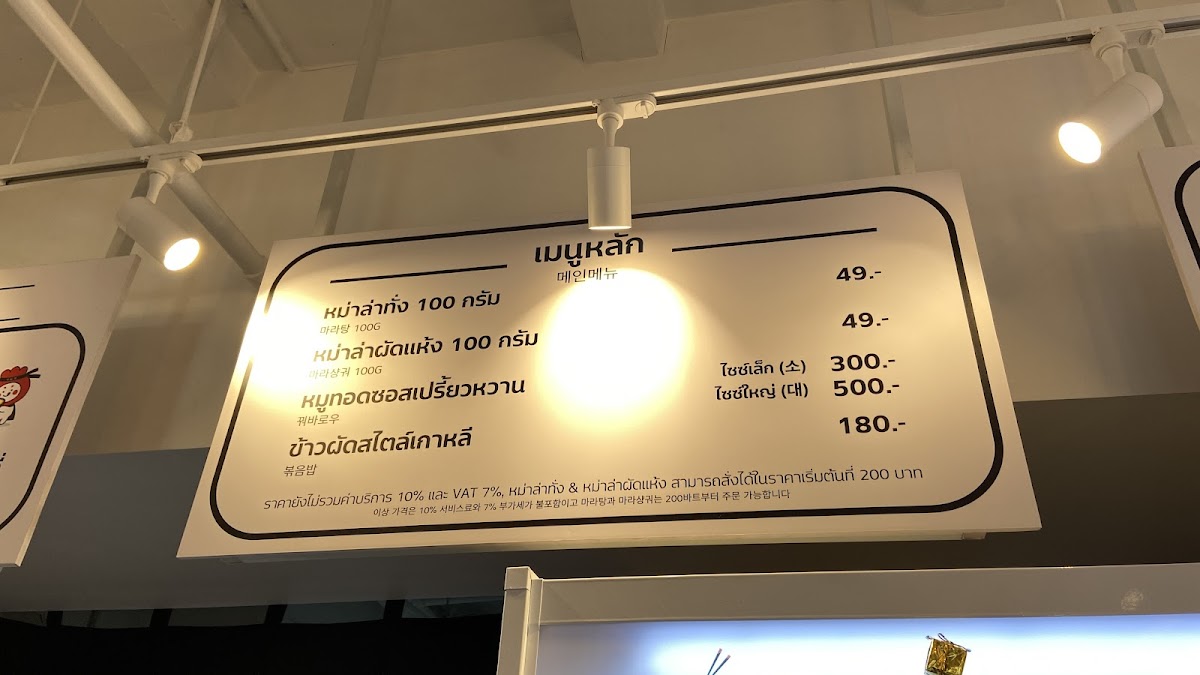 เมนูหลัก
메인메뉴
หม่าล่าทั่ง 100 กรัม 49.-
마라탕 100G
หม่าล่าผัดแห้ง 100 กรัม 49.-
마라샹궈 100G
หมูทอดซอสเปรี้ยวหวาน ไซซ์เล็ก (소) 300.-
꿔바로우 ไซซ์ใหญ่ (대) 500.-
ข้าวผัดสไตล์เกาหลี 180.-
볶음밥
ราคายังไม่รวมค่าบริการ 10% และ VAT 7%, หม่าล่าทั่ง & หม่าล่าผัดแห้ง สามารถสั่งได้ในราคาเริ่มต้นที่ 200 บาท
이상 가격은 10% 서비스료와 7% 부가세가 불포함이고 마라탕과 마라샹궈는 200바트부터 주문 가능합니다